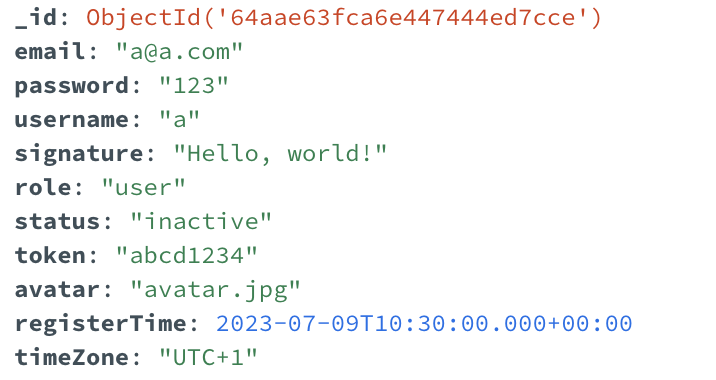 _id: ObjectId('64aae63fca6e447444ed7cce')
email: "a@a.com"
password: "123"
username: "a"
signature: "Hello, world!"
role: "user"
status: "inactive"
token: "abcd1234"
avatar: "avatar.jpg"
registerTime: 2023-07-09T10:30:00.000+00:00
timeZone: "UTC+1"